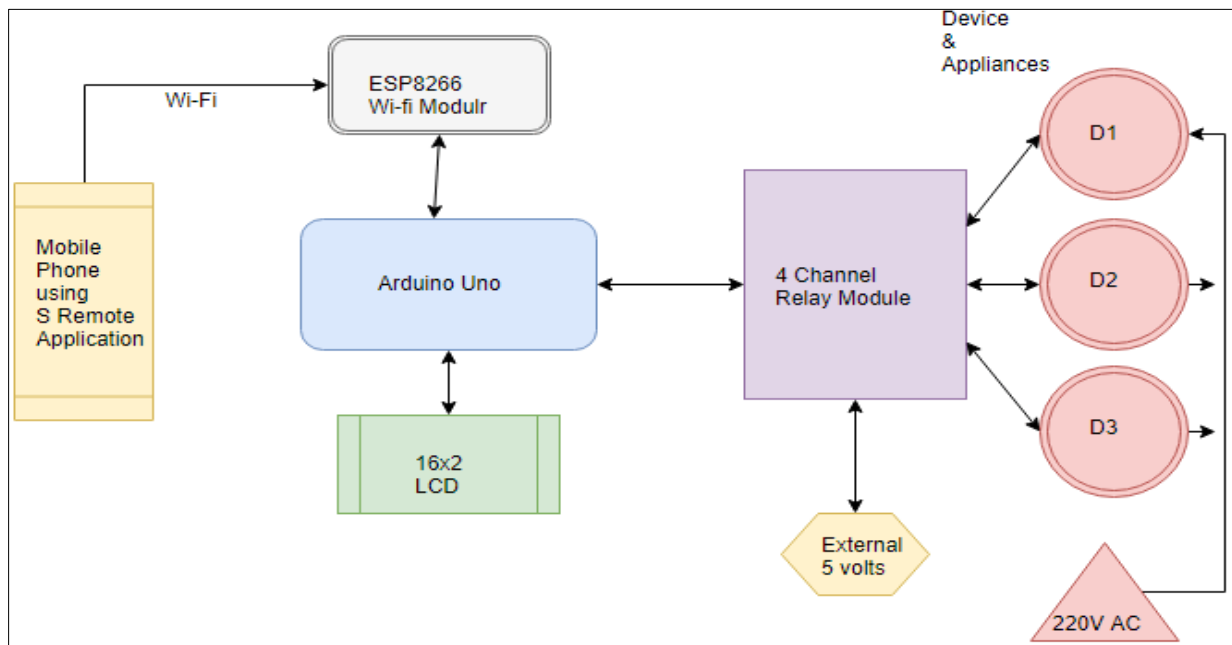 Device
&
Appliances
ESP8266
Wi-fi Modulr
Wi-Fi
D1
Mobile
Phone
using
S Remote
Application
Arduino Uno
4 Channel
Relay Module
D2
D3
16x2
LCD
External
5 volts
220V AC